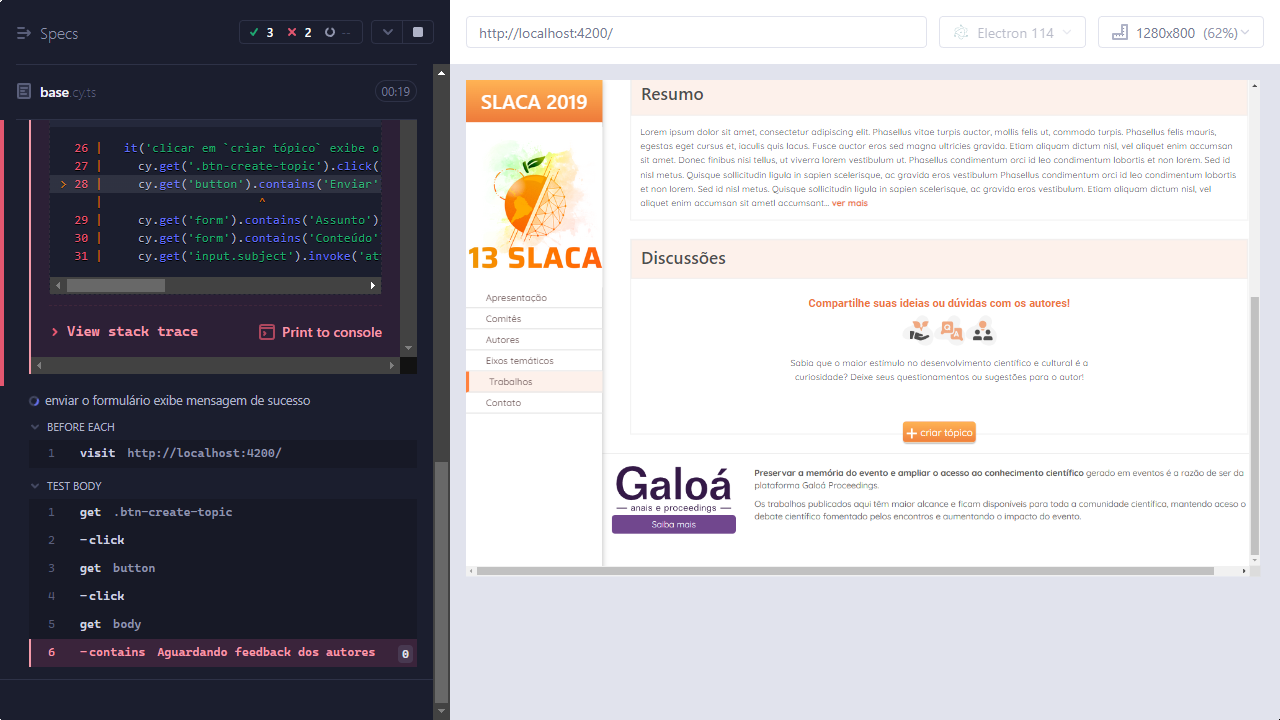 Specs
3
2
--
http://localhost:4200/
Electron 114
1280x800 (62%)
base.cy.ts
00:19
26 | it('clicar em `criar tópico` exibe o
27 | cy.get('.btn-create-topic').click(
> 28 | cy.get('button').contains('Enviar'
| ^
29 | cy.get('form').contains('Assunto')
30 | cy.get('form').contains('Conteúdo'
31 | cy.get('input.subject').invoke('at
View stack trace
Print to console
enviar o formulário exibe mensagem de sucesso
BEFORE EACH
1 visit http://localhost:4200/
TEST BODY
1 get .btn-create-topic
2 -click
3 get button
4 -click
5 get body
6 -contains Aguardando feedback dos autores 0
SLACA 2019
13 SLACA
Apresentação
Comitês
Autores
Eixos temáticos
Trabalhos
Contato
Resumo
Lorem ipsum dolor sit amet, consectetur adipiscing elit. Phasellus vitae turpis auctor, mollis felis ut, commodo turpis. Phasellus felis mauris,
egestas eget cursus et, iaculis quis lacus. Fusce auctor eros sed magna ultricies gravida. Etiam aliquam dictum nisl, vel aliquet enim accumsan
sit amet. Donec finibus nisi tellus, ut viverra lorem vestibulum ut. Phasellus condimentum orci id leo condimentum lobortis et non lorem. Sed id
nisl metus. Quisque sollicitudin ligula in sapien scelerisque, ac gravida eros vestibulum Phasellus condimentum orci id leo condimentum lobortis
et non lorem. Sed id nisl metus. Quisque sollicitudin ligula in sapien scelerisque, ac gravida eros vestibulum. Etiam aliquam dictum nisl, vel
aliquet enim accumsan sit ametl accumsant... ver mais
Discussões
Compartilhe suas ideias ou dúvidas com os autores!
Q
A
Sabia que o maior estímulo no desenvolvimento científico e cultural é a
curiosidade? Deixe seus questionamentos ou sugestões para o autor!
+ criar tópico
Galoá
anais e proceedings
Saiba mais
Preservar a memória do evento e ampliar o acesso ao conhecimento científico gerado em eventos é a razão de ser da
plataforma Galoá Proceedings.
Os trabalhos publicados aqui têm maior alcance e ficam disponíveis para toda a comunidade científica, mantendo aceso o
debate científico fomentado pelos encontros e aumentando o impacto do evento.